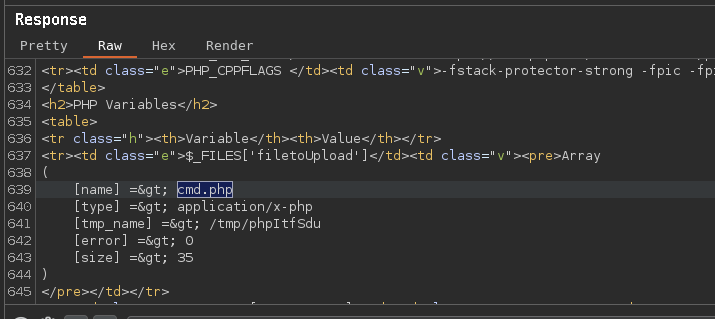 Response
Pretty Raw Hex Render
632 <tr><td class="e">PHP_CPPFLAGS </td><td class="v">-fstack-protector-strong -fpic
633 </table>
634 <h2>PHP Variables</h2>
635 <table>
636 <tr class="h"><th>Variable</th><th>Value</th></tr>
637 <tr><td class="e">$_FILES['filetoUpload']</td><td class="v"><pre>Array
638 (
639 [name] =&gt; cmd.php
640 [type] =&gt; application/x-php
641 [tmp_name] =&gt; /tmp/phpItfSdu
642 [error] =&gt; 0
643 [size] =&gt; 35
644 )
645 </pre></td></tr>